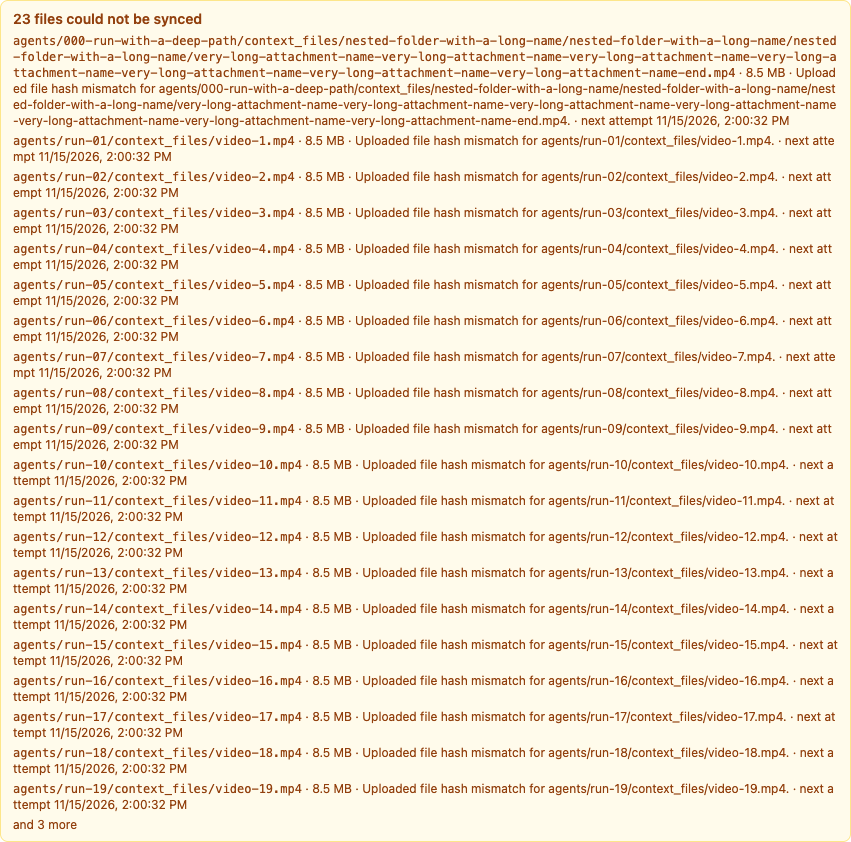 23 files could not be synced
agents/000-run-with-a-deep-path/context_files/nested-folder-with-a-long-name/nested-folder-with-a-long-name/nested
-folder-with-a-long-name/very-long-attachment-name-very-long-attachment-name-very-long-attachment-name-very-long-a
ttachment-name-very-long-attachment-name-very-long-attachment-name-very-long-attachment-name-end.mp4 · 8.5 MB · Upload
ed file hash mismatch for agents/000-run-with-a-deep-path/context_files/nested-folder-with-a-long-name/nested-folder-with-a-long-name/nest
ed-folder-with-a-long-name/very-long-attachment-name-very-long-attachment-name-very-long-attachment-name-very-long-attachment-name
-very-long-attachment-name-very-long-attachment-name-very-long-attachment-name-end.mp4. · next attempt 11/15/2026, 2:00:32 PM
agents/run-01/context_files/video-1.mp4 · 8.5 MB · Uploaded file hash mismatch for agents/run-01/context_files/video-1.mp4. · next atte
mpt 11/15/2026, 2:00:32 PM
agents/run-02/context_files/video-2.mp4 · 8.5 MB · Uploaded file hash mismatch for agents/run-02/context_files/video-2.mp4. · next att
empt 11/15/2026, 2:00:32 PM
agents/run-03/context_files/video-3.mp4 · 8.5 MB · Uploaded file hash mismatch for agents/run-03/context_files/video-3.mp4. · next att
empt 11/15/2026, 2:00:32 PM
agents/run-04/context_files/video-4.mp4 · 8.5 MB · Uploaded file hash mismatch for agents/run-04/context_files/video-4.mp4. · next att
empt 11/15/2026, 2:00:32 PM
agents/run-05/context_files/video-5.mp4 · 8.5 MB · Uploaded file hash mismatch for agents/run-05/context_files/video-5.mp4. · next att
empt 11/15/2026, 2:00:32 PM
agents/run-06/context_files/video-6.mp4 · 8.5 MB · Uploaded file hash mismatch for agents/run-06/context_files/video-6.mp4. · next att
empt 11/15/2026, 2:00:32 PM
agents/run-07/context_files/video-7.mp4 · 8.5 MB · Uploaded file hash mismatch for agents/run-07/context_files/video-7.mp4. · next atte
mpt 11/15/2026, 2:00:32 PM
agents/run-08/context_files/video-8.mp4 · 8.5 MB · Uploaded file hash mismatch for agents/run-08/context_files/video-8.mp4. · next att
empt 11/15/2026, 2:00:32 PM
agents/run-09/context_files/video-9.mp4 · 8.5 MB · Uploaded file hash mismatch for agents/run-09/context_files/video-9.mp4. · next att
empt 11/15/2026, 2:00:32 PM
agents/run-10/context_files/video-10.mp4 · 8.5 MB · Uploaded file hash mismatch for agents/run-10/context_files/video-10.mp4. · next a
ttempt 11/15/2026, 2:00:32 PM
agents/run-11/context_files/video-11.mp4 · 8.5 MB · Uploaded file hash mismatch for agents/run-11/context_files/video-11.mp4. · next at
tempt 11/15/2026, 2:00:32 PM
agents/run-12/context_files/video-12.mp4 · 8.5 MB · Uploaded file hash mismatch for agents/run-12/context_files/video-12.mp4. · next at
tempt 11/15/2026, 2:00:32 PM
agents/run-13/context_files/video-13.mp4 · 8.5 MB · Uploaded file hash mismatch for agents/run-13/context_files/video-13.mp4. · next a
ttempt 11/15/2026, 2:00:32 PM
agents/run-14/context_files/video-14.mp4 · 8.5 MB · Uploaded file hash mismatch for agents/run-14/context_files/video-14.mp4. · next a
ttempt 11/15/2026, 2:00:32 PM
agents/run-15/context_files/video-15.mp4 · 8.5 MB · Uploaded file hash mismatch for agents/run-15/context_files/video-15.mp4. · next at
tempt 11/15/2026, 2:00:32 PM
agents/run-16/context_files/video-16.mp4 · 8.5 MB · Uploaded file hash mismatch for agents/run-16/context_files/video-16.mp4. · next a
ttempt 11/15/2026, 2:00:32 PM
agents/run-17/context_files/video-17.mp4 · 8.5 MB · Uploaded file hash mismatch for agents/run-17/context_files/video-17.mp4. · next at
tempt 11/15/2026, 2:00:32 PM
agents/run-18/context_files/video-18.mp4 · 8.5 MB · Uploaded file hash mismatch for agents/run-18/context_files/video-18.mp4. · next a
ttempt 11/15/2026, 2:00:32 PM
agents/run-19/context_files/video-19.mp4 · 8.5 MB · Uploaded file hash mismatch for agents/run-19/context_files/video-19.mp4. · next a
ttempt 11/15/2026, 2:00:32 PM
and 3 more